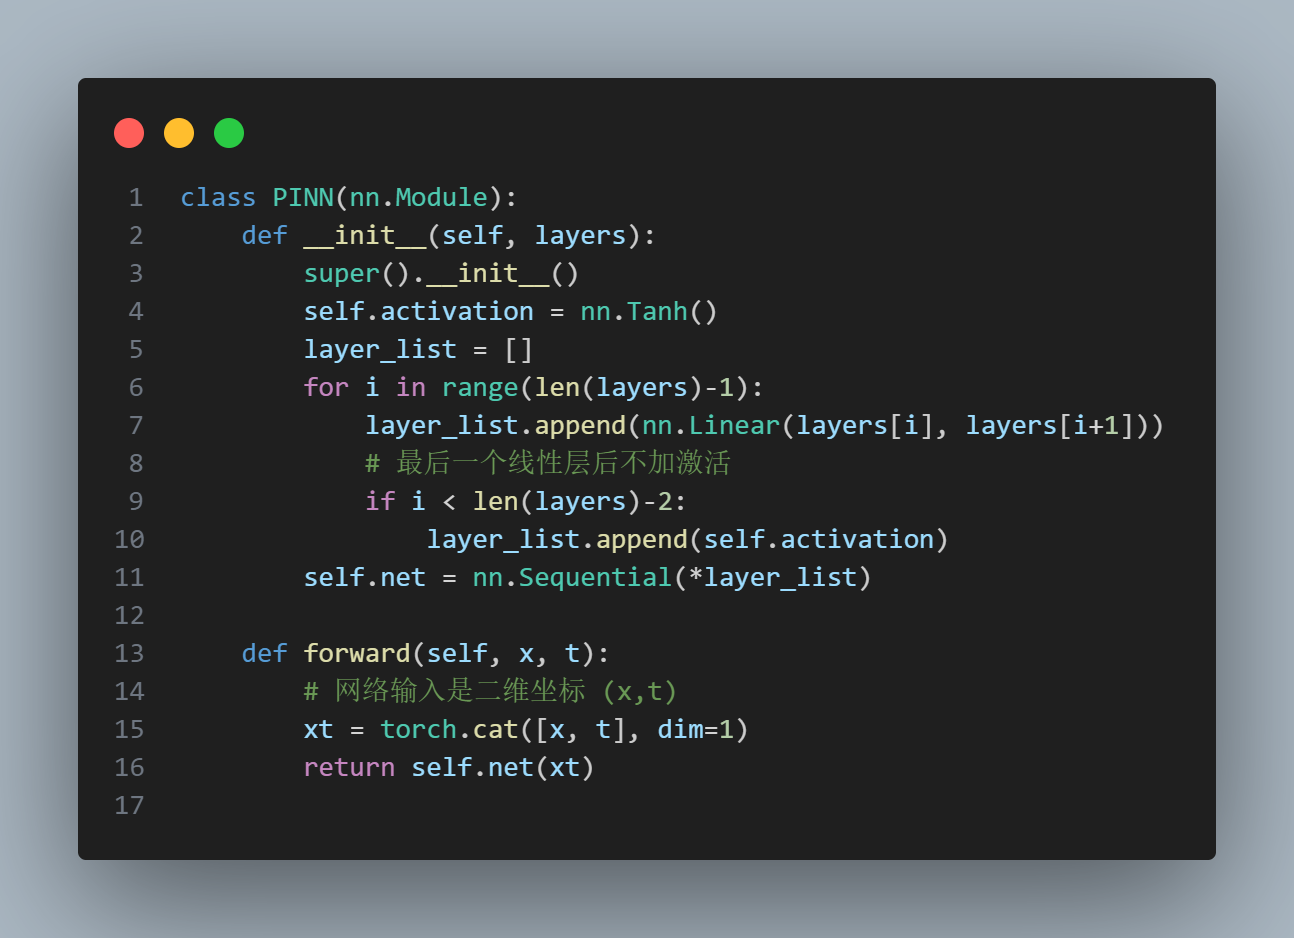 1 class PINN(nn.Module):
2     def __init__(self, layers):
3         super().__init__()
4         self.activation = nn.Tanh()
5         layer_list = []
6         for i in range(len(layers)-1):
7             layer_list.append(nn.Linear(layers[i], layers[i+1]))
8             # 最后一个线性层后不加激活
9             if i < len(layers)-2:
10                 layer_list.append(self.activation)
11         self.net = nn.Sequential(*layer_list)
12
13     def forward(self, x, t):
14         # 网络输入是二维坐标 (x,t)
15         xt = torch.cat([x, t], dim=1)
16         return self.net(xt)
17